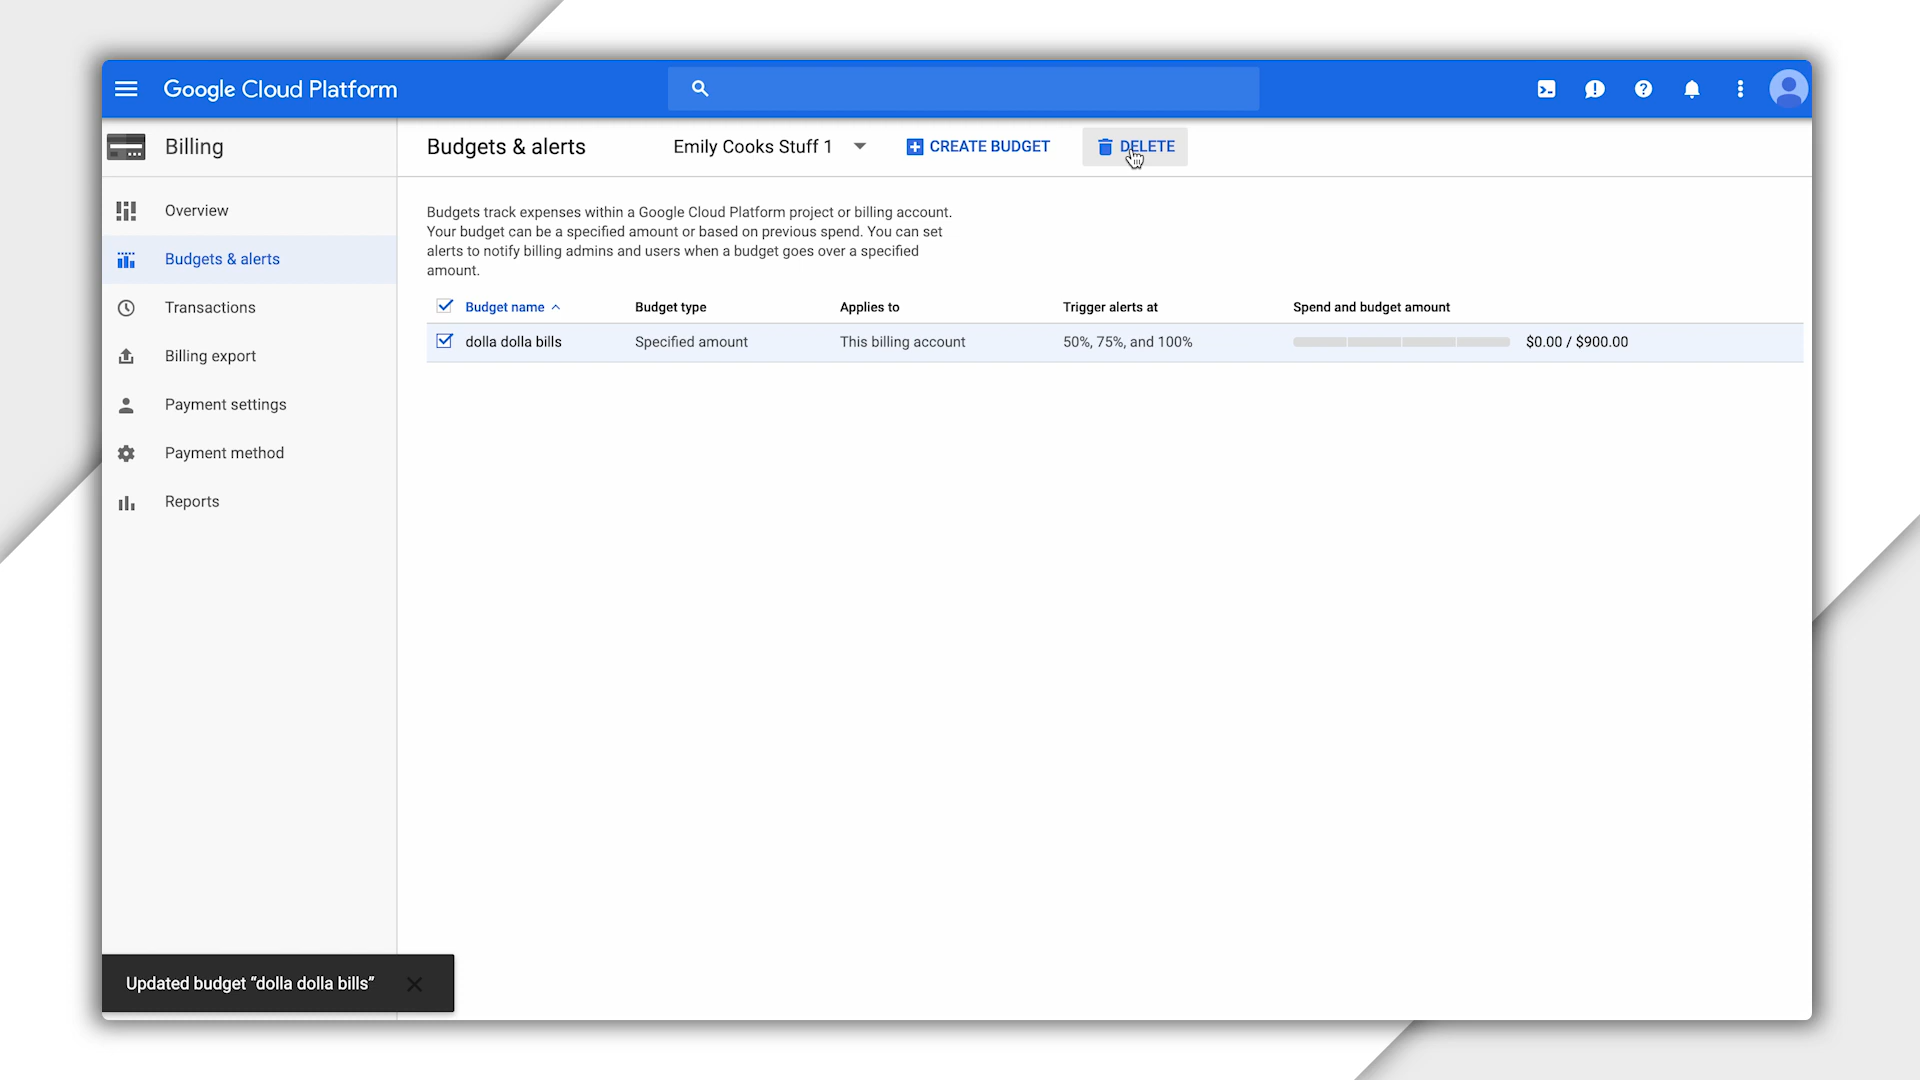 Google Cloud Platform
Billing
Budgets & alerts
Emily Cooks Stuff 1
CREATE BUDGET
DELETE
Overview
Budgets & alerts
Transactions
Billing export
Payment settings
Payment method
Reports
Budgets track expenses within a Google Cloud Platform project or billing account.
Your budget can be a specified amount or based on previous spend. You can set
alerts to notify billing admins and users when a budget goes over a specified
amount.
Budget name Budget type Applies to Trigger alerts at Spend and budget amount
dolla dolla bills Specified amount This billing account 50%, 75%, and 100% $0.00 / $900.00
Updated budget “dolla dolla bills”